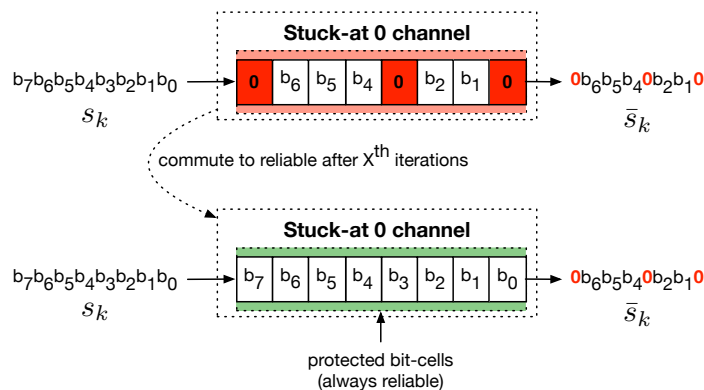 Stuck-at 0 channel
b₇b₆b₅b₄b₃b₂b₁b₀ 0 b₆ b₅ b₄ 0 b₂ b₁ 0 0b₆b₅b₄0b₂b₁0
sₖ s̄ₖ
commute to reliable after Xᵗʰ iterations
Stuck-at 0 channel
b₇b₆b₅b₄b₃b₂b₁b₀ b₇ b₆ b₅ b₄ b₃ b₂ b₁ b₀ 0b₆b₅b₄0b₂b₁0
sₖ s̄ₖ
protected bit-cells
(always reliable)